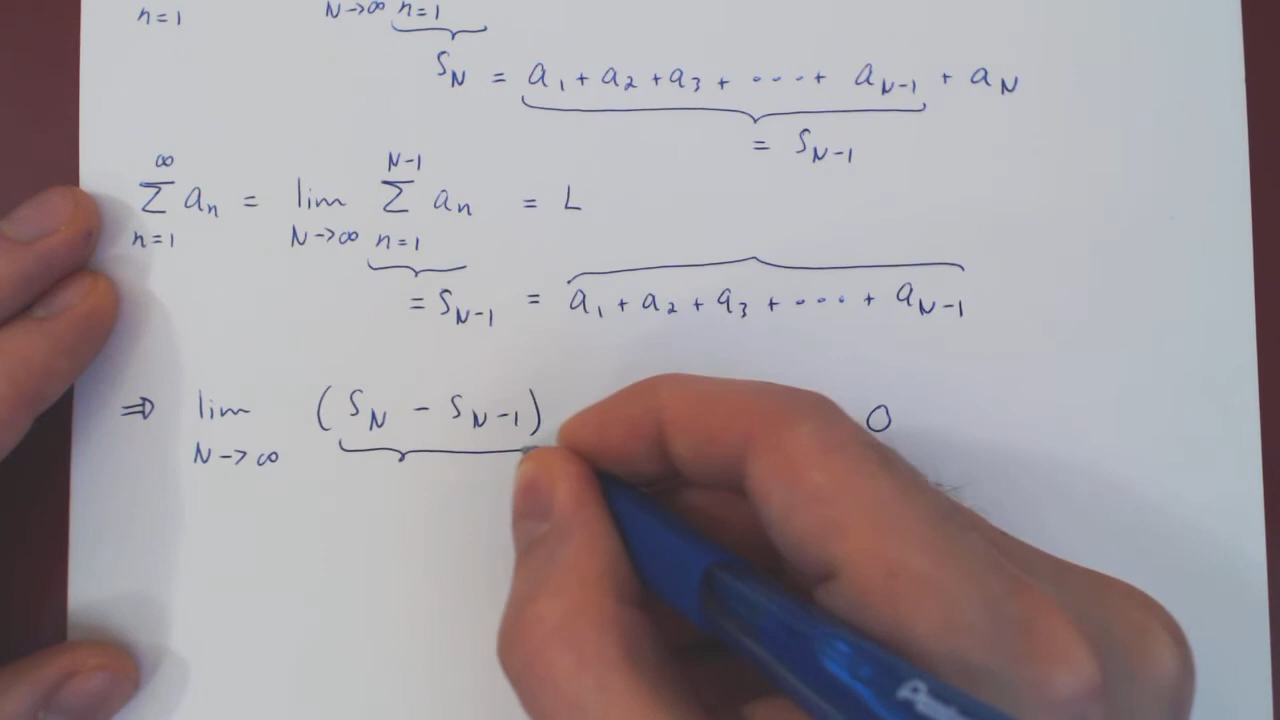 n=1 N→∞ n=1
S_N = a_1 + a_2 + a_3 + ···· + a_{N-1} + a_N
= S_{N-1}
∞ N-1
Σ a_n = lim Σ a_n = L
n=1 N→∞ n=1
= S_{N-1} = a_1 + a_2 + a_3 + ···· + a_{N-1}
⇒ lim (S_N - S_{N-1}) 0
N→∞